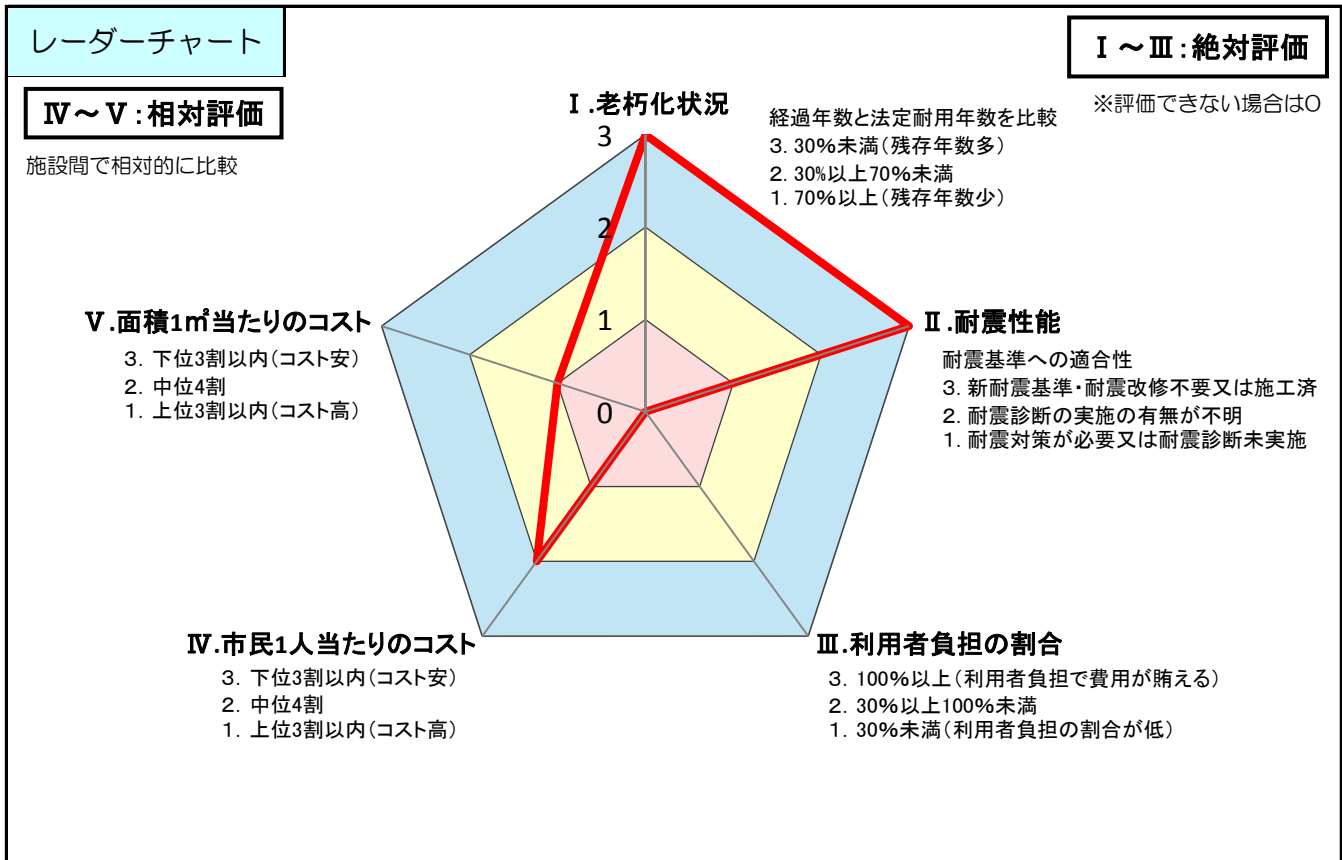 レーダーチャート
Ⅰ～Ⅲ：絶対評価
※評価できない場合は0
Ⅳ～Ⅴ：相対評価
施設間で相対的に比較
Ⅰ.老朽化状況
経過年数と法定耐用年数を比較
3. 30%未満（残存年数多）
2. 30%以上70%未満
1. 70%以上（残存年数少）
3
2
1
0
Ⅱ.耐震性能
耐震基準への適合性
3. 新耐震基準・耐震改修不要又は施工済
2. 耐震診断の実施の有無が不明
1. 耐震対策が必要又は耐震診断未実施
Ⅴ.面積1㎡当たりのコスト
3. 下位3割以内（コスト安）
2. 中位4割
1. 上位3割以内（コスト高）
Ⅳ.市民1人当たりのコスト
3. 下位3割以内（コスト安）
2. 中位4割
1. 上位3割以内（コスト高）
Ⅲ.利用者負担の割合
3. 100%以上（利用者負担で費用が賄える）
2. 30%以上100%未満
1. 30%未満（利用者負担の割合が低）